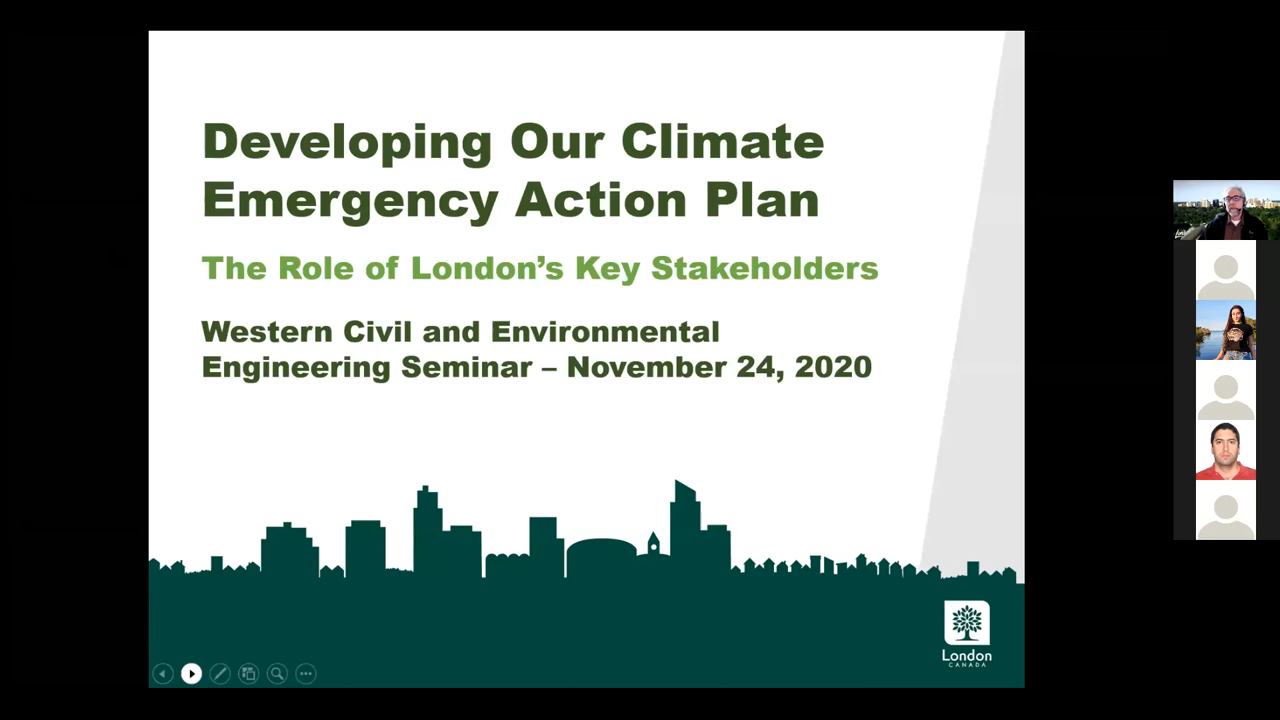 Developing Our Climate
Emergency Action Plan
The Role of London's Key Stakeholders
Western Civil and Environmental
Engineering Seminar – November 24, 2020
London
CANADA